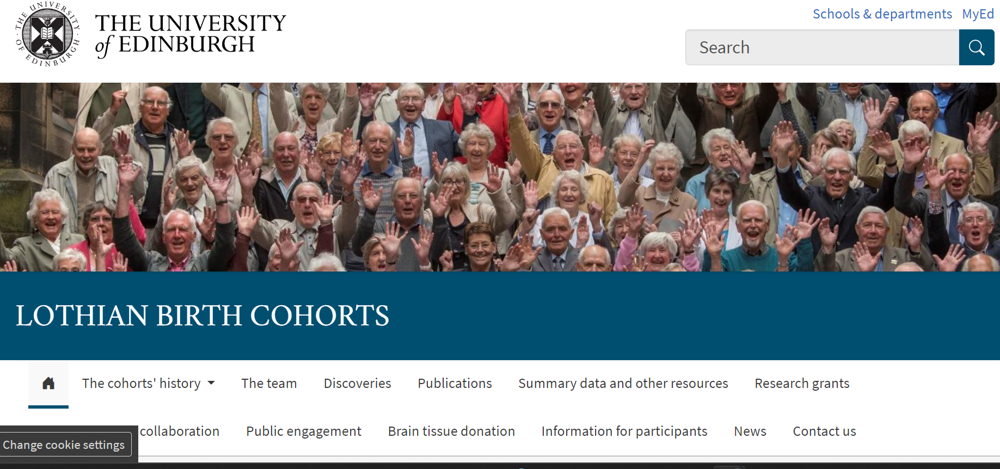 THE UNIVERSITY
OF EDINBURGH
THE UNIVERSITY
of EDINBURGH
Schools & departments MyEd
Search
LOTHIAN BIRTH COHORTS
The cohorts' history The team Discoveries Publications Summary data and other resources Research grants
collaboration Public engagement Brain tissue donation Information for participants News Contact us
Change cookie settings